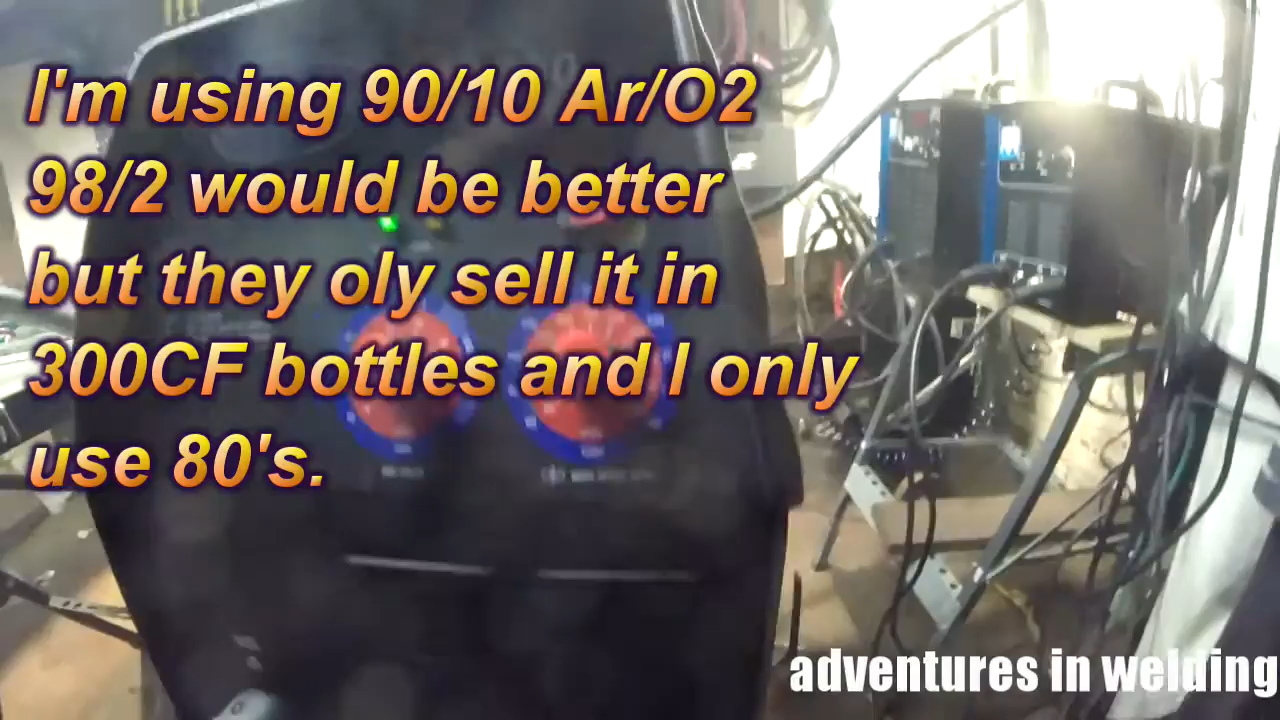 I'm using 90/10 Ar/O2
98/2 would be better
but they oly sell it in
300CF bottles and I only
use 80's.
adventures in welding